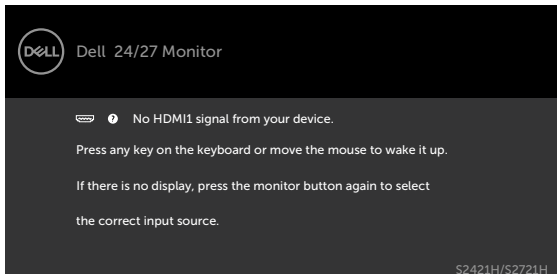 DELL
Dell 24/27 Monitor
? No HDMI1 signal from your device.
Press any key on the keyboard or move the mouse to wake it up.
If there is no display, press the monitor button again to select
the correct input source.
S2421H/S2721H